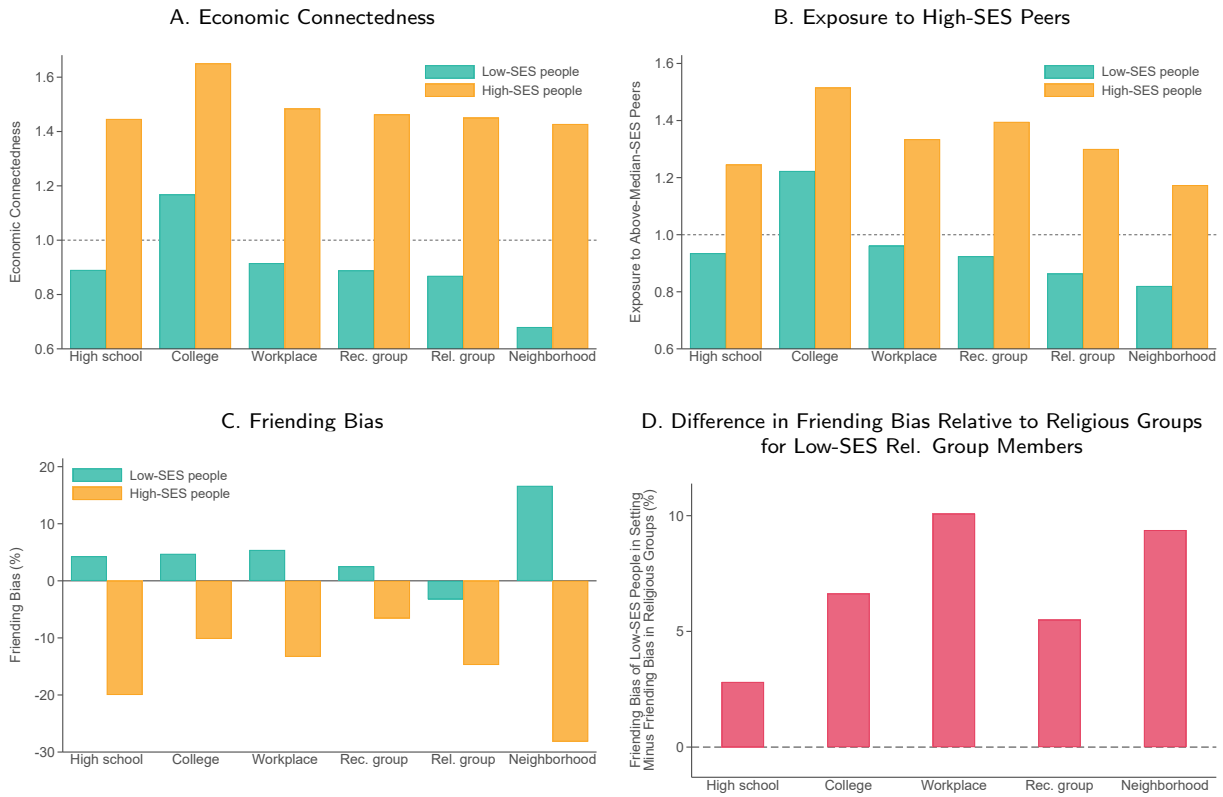 A. Economic Connectedness
Economic Connectedness
1.6
1.4
1.2
1.0
0.8
0.6
Low-SES people
High-SES people
High school College Workplace Rec. group Rel. group Neighborhood
B. Exposure to High-SES Peers
Exposure to Above-Median-SES Peers
1.6
1.4
1.2
1.0
0.8
0.6
Low-SES people
High-SES people
High school College Workplace Rec. group Rel. group Neighborhood
C. Friending Bias
Friending Bias (%)
20
10
0
-10
-20
-30
Low-SES people
High-SES people
High school College Workplace Rec. group Rel. group Neighborhood
D. Difference in Friending Bias Relative to Religious Groups
for Low-SES Rel. Group Members
Friending Bias of Low-SES People in Setting
Minus Friending Bias in Religious Groups (%)
10
5
0
High school College Workplace Rec. group Neighborhood